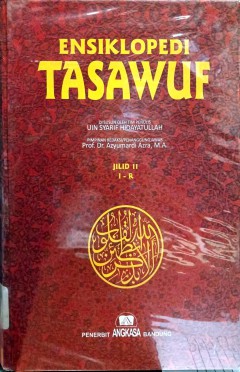 ENSIKLOPEDI
TASAWUF
UIN SYARIF HIDAYATULLAH
Prof. Dr. Azyumardi Azra, M.A.
JILID II
I - R
PENERBIT ANGKASA BANDUNG